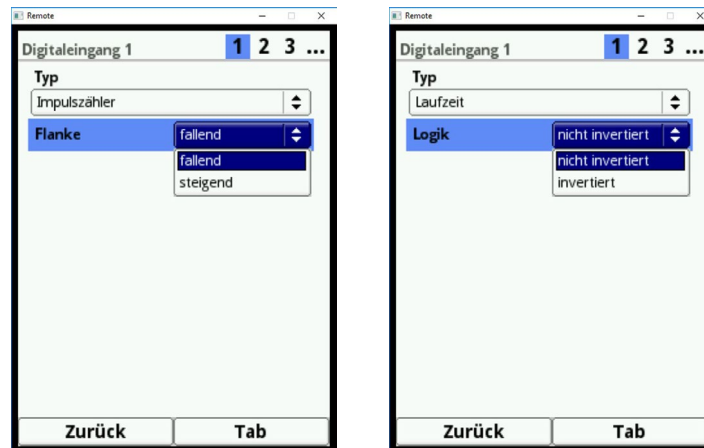 Remote
Digitaleingang 1 1 2 3 ...
Typ
Impulszähler
Flanke fallend
fallend
steigend
Zurück Tab
Remote
Digitaleingang 1 1 2 3 ...
Typ
Laufzeit
Logik nicht invertiert
nicht invertiert
invertiert
Zurück Tab